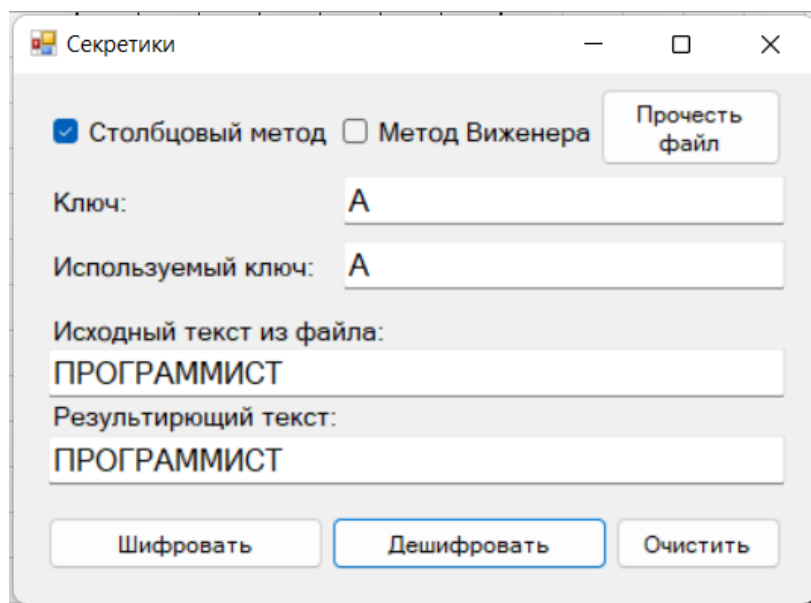 Секретики
Столбцовый метод Метод Виженера
Прочесть
файл
Ключ: А
Используемый ключ: А
Исходный текст из файла:
ПРОГРАММИСТ
Результирющий текст:
ПРОГРАММИСТ
Шифровать Дешифровать Очистить